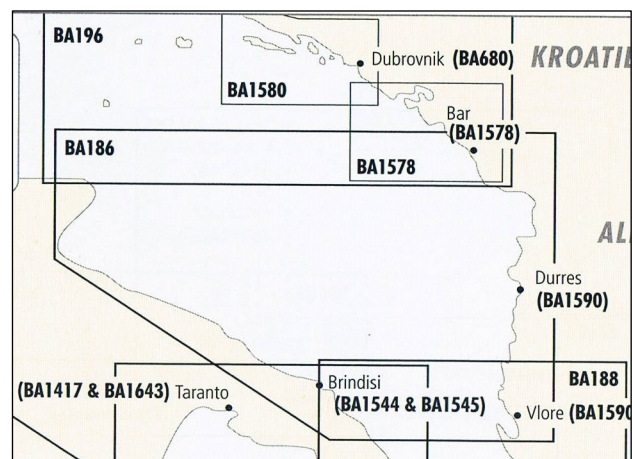 BA196
Dubrovnik (BA680)
KROATIE
BA1580
Bar
(BA1578)
BA186
BA1578
AL
Durres
(BA1590)
BA188
Brindisi
(BA1417 & BA1643) Taranto
(BA1544 & BA1545)
Vlore (BA1590